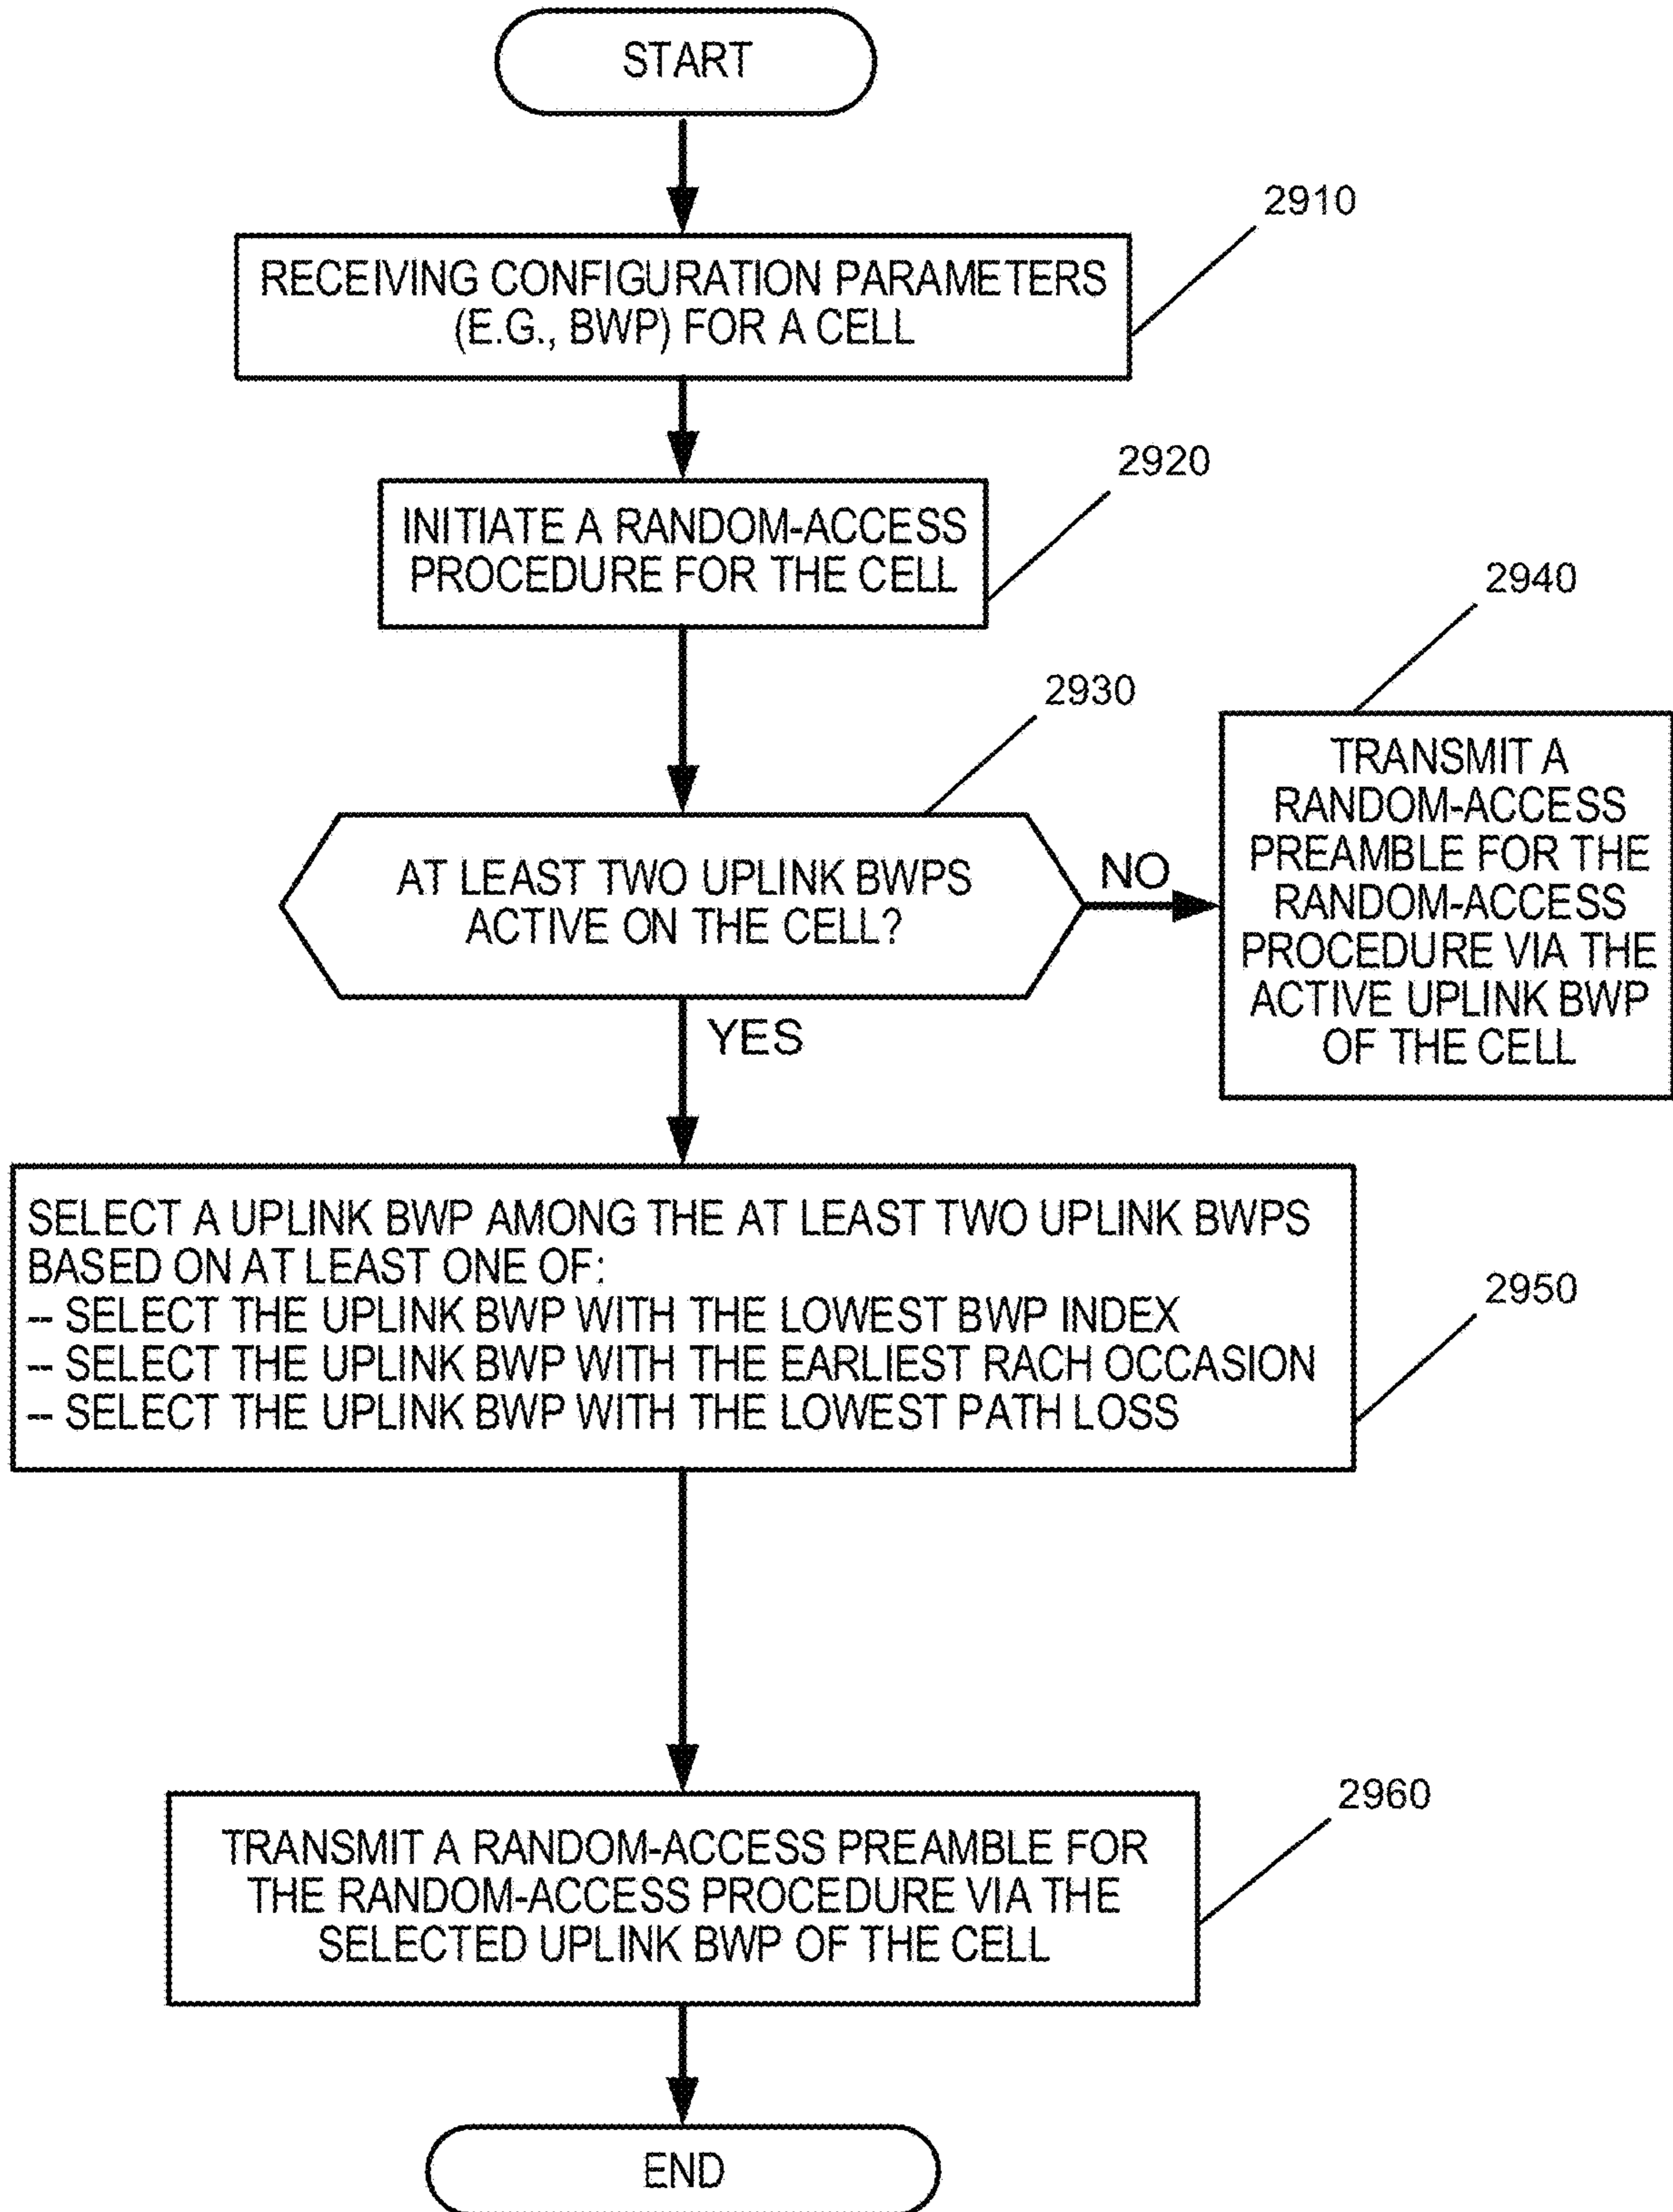 START
2910
RECEIVING CONFIGURATION PARAMETERS
(E.G., BWP) FOR A CELL
2920
INITIATE A RANDOM-ACCESS
PROCEDURE FOR THE CELL
2930
AT LEAST TWO UPLINK BWPS
ACTIVE ON THE CELL?
NO
2940
TRANSMIT A
RANDOM-ACCESS
PREAMBLE FOR THE
RANDOM-ACCESS
PROCEDURE VIA THE
ACTIVE UPLINK BWP
OF THE CELL
YES
SELECT A UPLINK BWP AMONG THE AT LEAST TWO UPLINK BWPS
BASED ON AT LEAST ONE OF:
-- SELECT THE UPLINK BWP WITH THE LOWEST BWP INDEX
-- SELECT THE UPLINK BWP WITH THE EARLIEST RACH OCCASION
-- SELECT THE UPLINK BWP WITH THE LOWEST PATH LOSS
2950
2960
TRANSMIT A RANDOM-ACCESS PREAMBLE FOR
THE RANDOM-ACCESS PROCEDURE VIA THE
SELECTED UPLINK BWP OF THE CELL
END